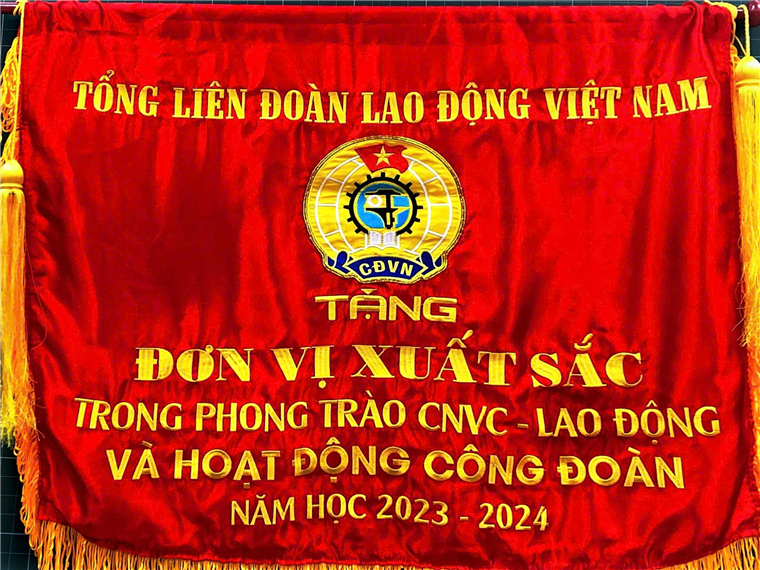 TỔNG LIÊN ĐOÀN LAO ĐỘNG VIỆT NAM
CĐVN
TẶNG
ĐƠN VỊ XUẤT SẮC
TRONG PHONG TRÀO CNVC - LAO ĐỘNG
VÀ HOẠT ĐỘNG CÔNG ĐOÀN
NĂM HỌC 2023 - 2024